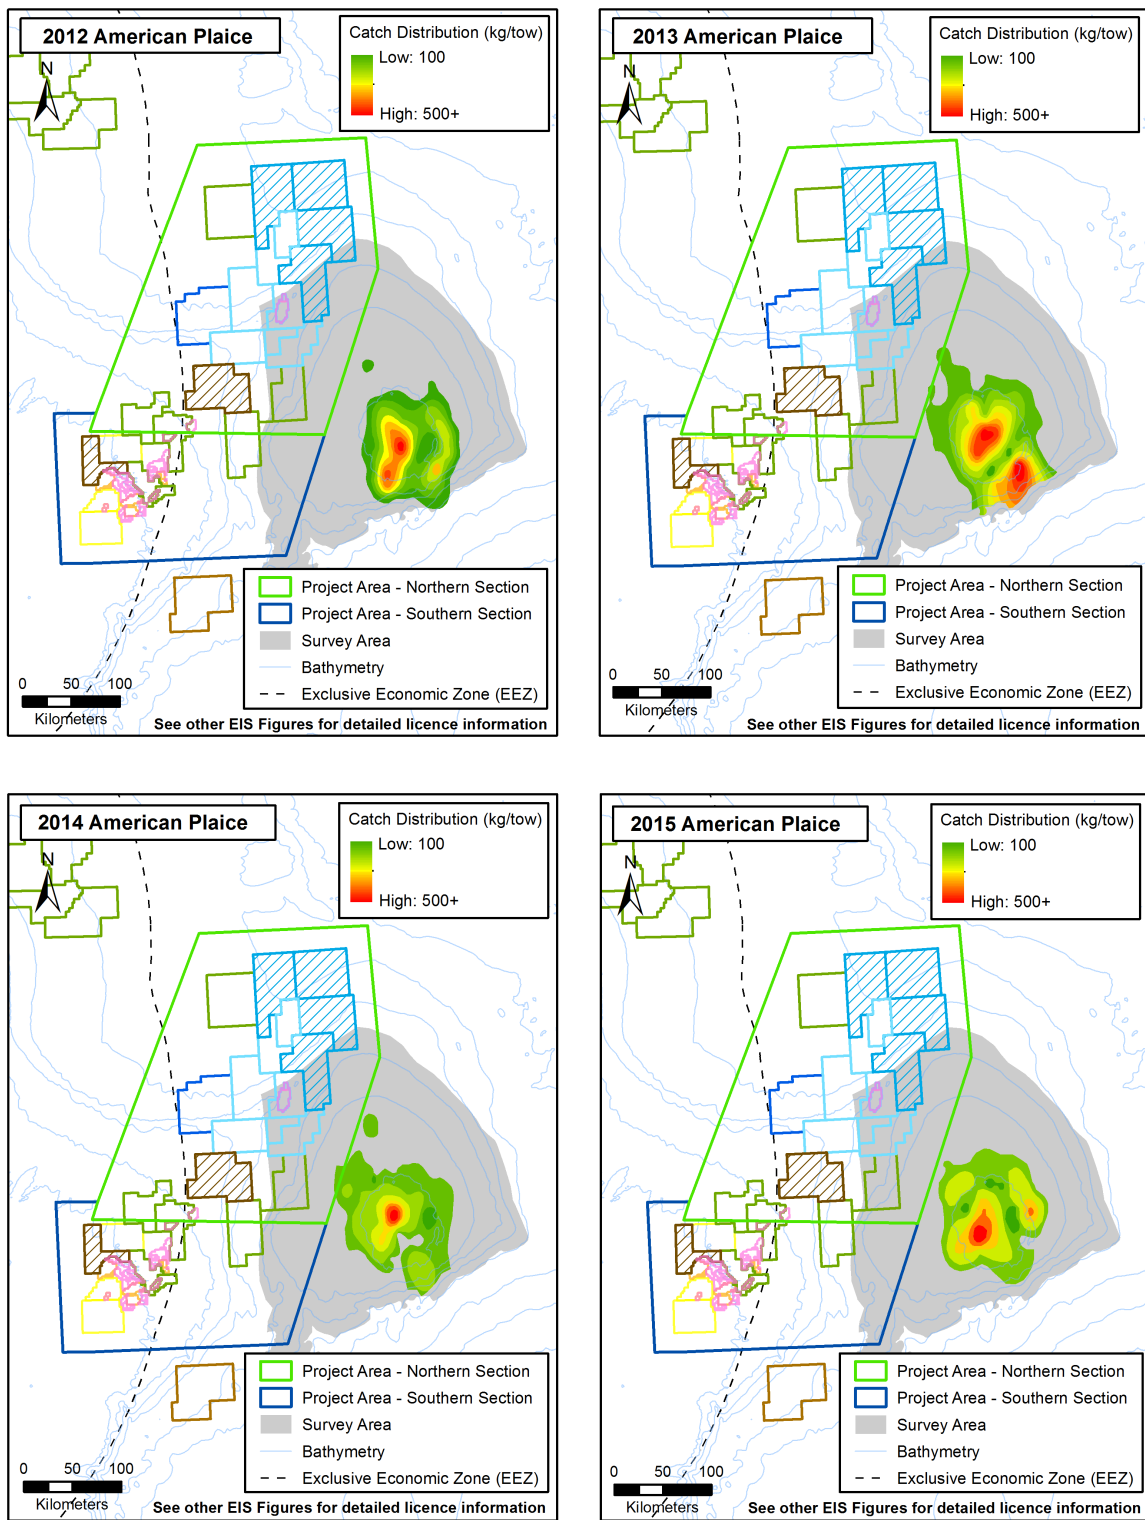 2012 American Plaice
Catch Distribution (kg/tow)
Low: 100
High: 500+
N
Project Area - Northern Section
Project Area - Southern Section
Survey Area
Bathymetry
Exclusive Economic Zone (EEZ)
0 50 100
Kilometers
See other EIS Figures for detailed licence information
2013 American Plaice
Catch Distribution (kg/tow)
Low: 100
High: 500+
N
Project Area - Northern Section
Project Area - Southern Section
Survey Area
Bathymetry
Exclusive Economic Zone (EEZ)
0 50 100
Kilometers
See other EIS Figures for detailed licence information
2014 American Plaice
Catch Distribution (kg/tow)
Low: 100
High: 500+
N
Project Area - Northern Section
Project Area - Southern Section
Survey Area
Bathymetry
Exclusive Economic Zone (EEZ)
0 50 100
Kilometers
See other EIS Figures for detailed licence information
2015 American Plaice
Catch Distribution (kg/tow)
Low: 100
High: 500+
N
Project Area - Northern Section
Project Area - Southern Section
Survey Area
Bathymetry
Exclusive Economic Zone (EEZ)
0 50 100
Kilometers
See other EIS Figures for detailed licence information